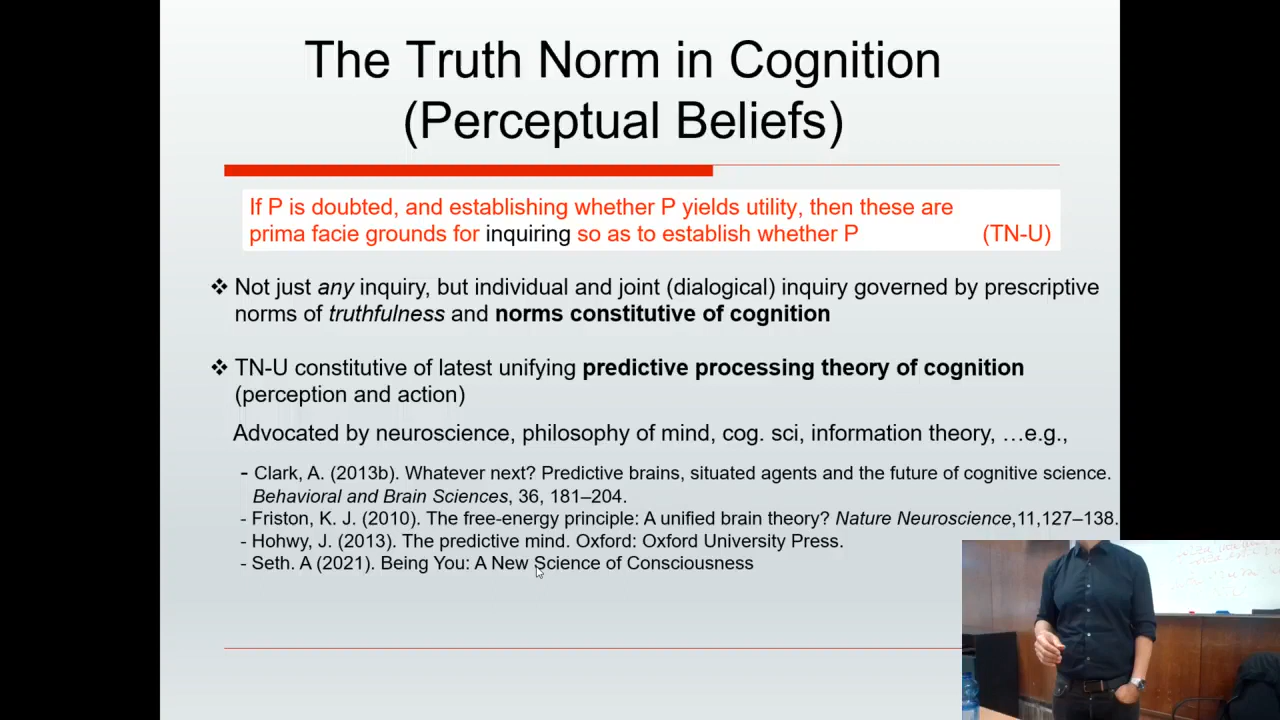 The Truth Norm in Cognition
(Perceptual Beliefs)
If P is doubted, and establishing whether P yields utility, then these are
prima facie grounds for inquiring so as to establish whether P (TN-U)
❖ Not just any inquiry, but individual and joint (dialogical) inquiry governed by prescriptive
norms of truthfulness and norms constitutive of cognition
❖ TN-U constitutive of latest unifying predictive processing theory of cognition
(perception and action)
Advocated by neuroscience, philosophy of mind, cog. sci, information theory, …e.g.,
- Clark, A. (2013b). Whatever next? Predictive brains, situated agents and the future of cognitive science.
Behavioral and Brain Sciences, 36, 181–204.
- Friston, K. J. (2010). The free-energy principle: A unified brain theory? Nature Neuroscience,11,127–138.
- Hohwy, J. (2013). The predictive mind. Oxford: Oxford University Press.
- Seth. A (2021). Being You: A New Science of Consciousness